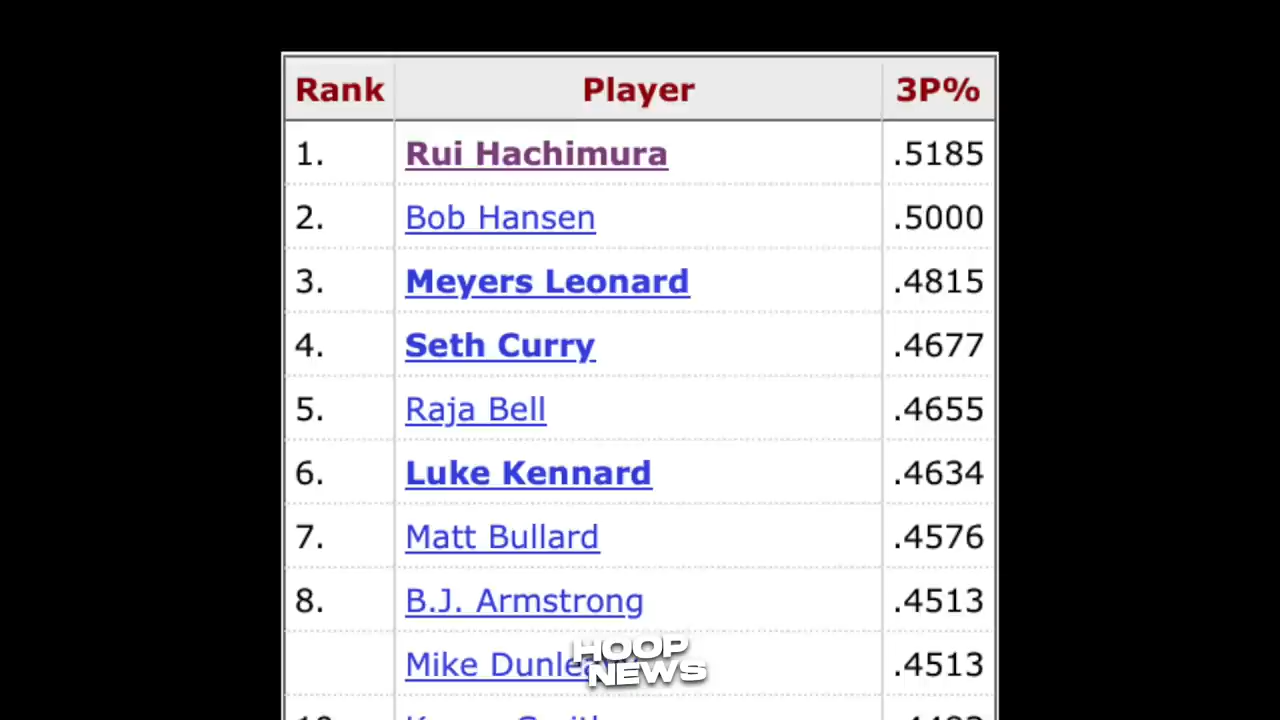 Rank Player 3P%
1. Rui Hachimura .5185
2. Bob Hansen .5000
3. Meyers Leonard .4815
4. Seth Curry .4677
5. Raja Bell .4655
6. Luke Kennard .4634
7. Matt Bullard .4576
8. B.J. Armstrong .4513
Mike .4513
HOOP
NEWS